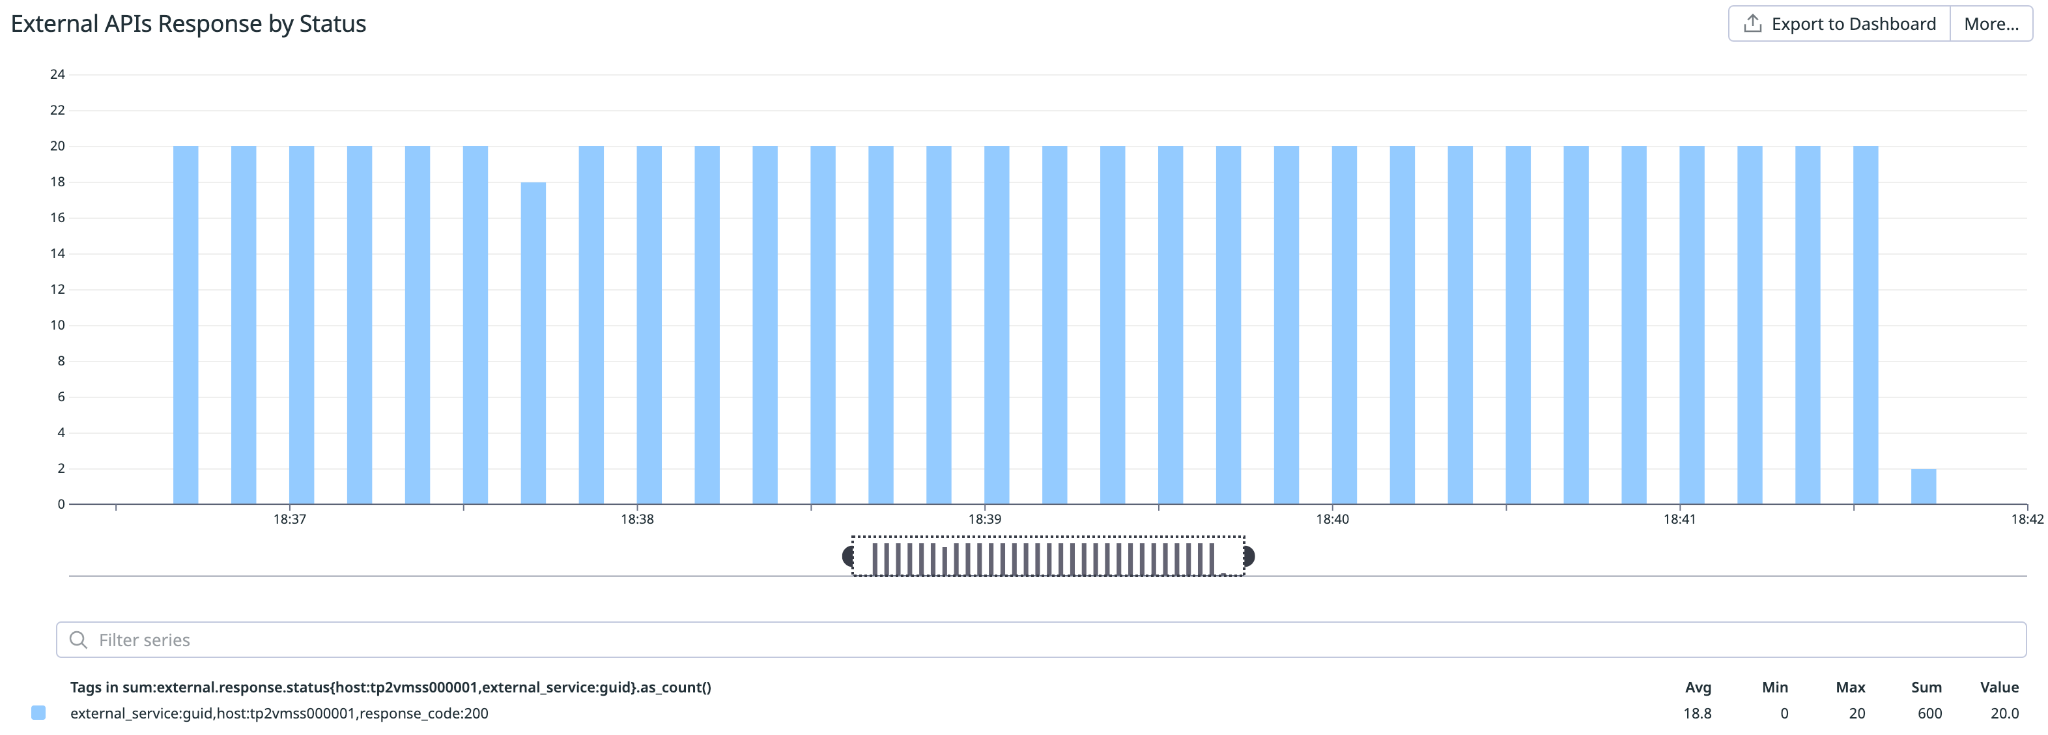 External APIs Response by Status
Export to Dashboard
More...
24
22
20
18
16
14
12
10
8
6
4
2
0
18:37 18:38 18:39 18:40 18:41 18:42
Filter series
Tags in sum:external.response.status{host:tp2vmss000001,external_service:guid}.as_count() Avg Min Max Sum Value
external_service:guid,host:tp2vmss000001,response_code:200 18.8 0 20 600 20.0